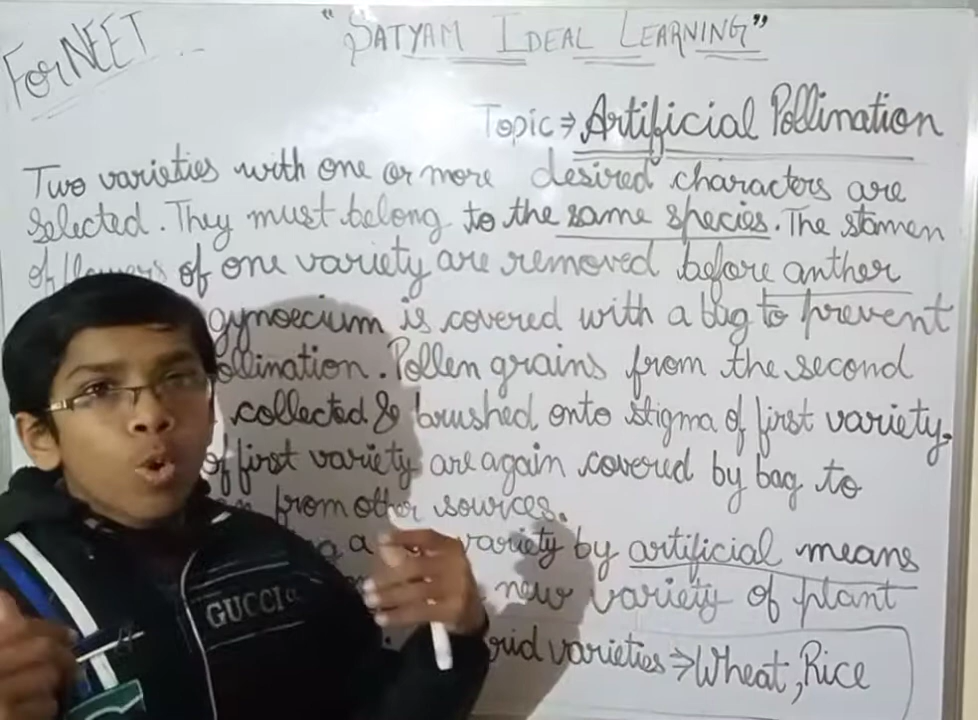 For NEET ..
"SATYAM IDEAL LEARNING"
Topic ⇒ Artificial Pollination
Two varieties with one or more desired characters are
selected. They must belong to the same species. The stamen
of flowers of one variety are removed before anther
gynoecium is covered with a bag to prevent
ollination. Pollen grains from the second
collected & brushed onto stigma of first variety.
of first variety are again covered by bag to
from other sources.
a variety by artificial means
new variety of plant
rid varieties ⇒ Wheat, Rice
GUCCI